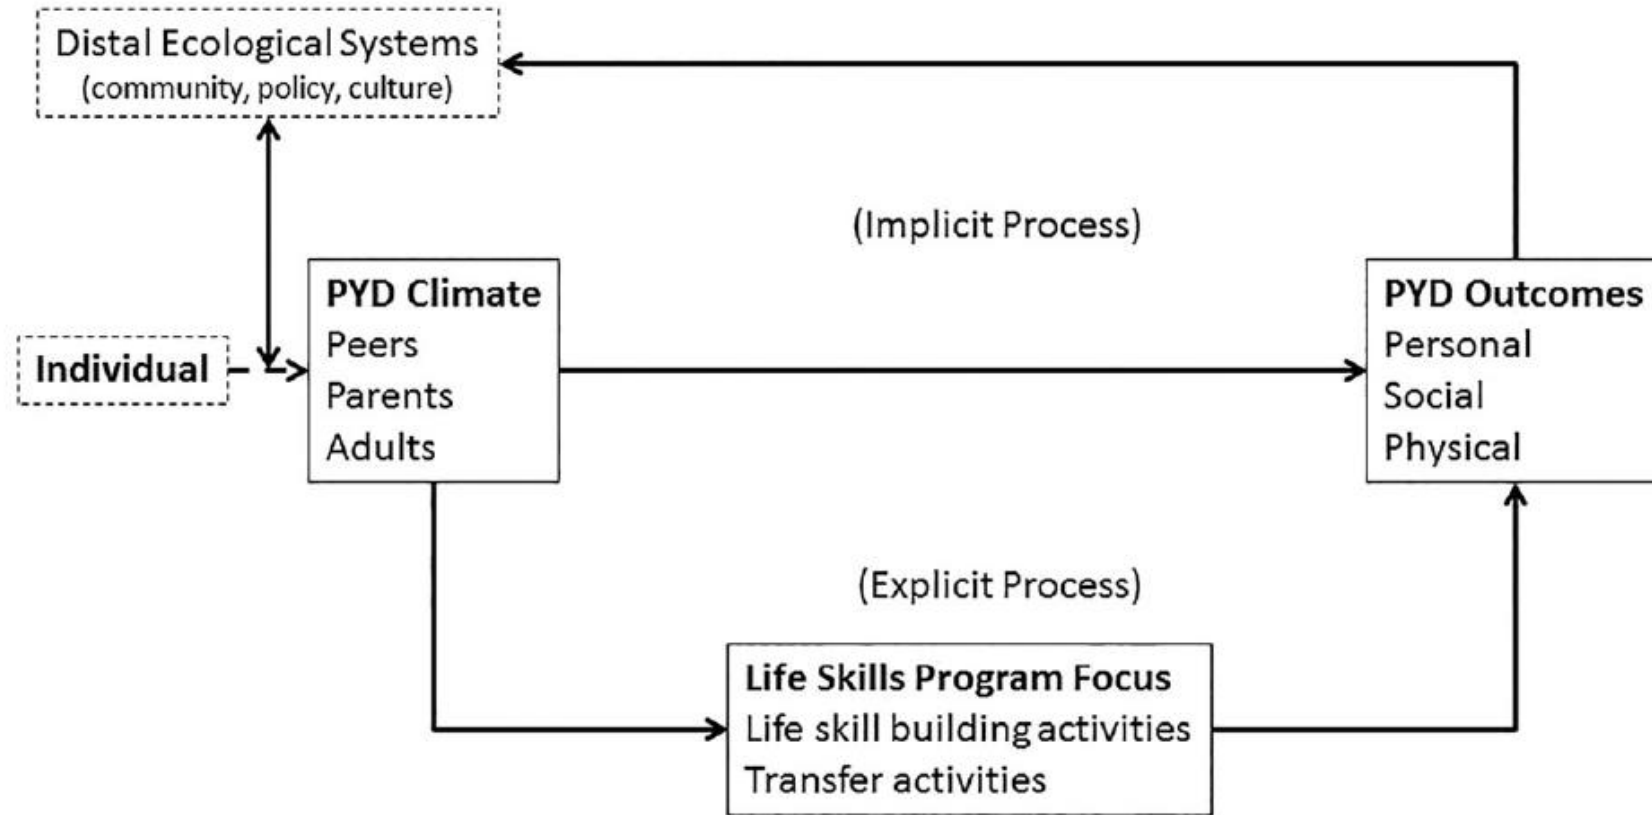 Distal Ecological Systems
(community, policy, culture)
(Implicit Process)
PYD Climate
Peers
Parents
Adults
PYD Outcomes
Personal
Social
Physical
Individual
(Explicit Process)
Life Skills Program Focus
Life skill building activities
Transfer activities